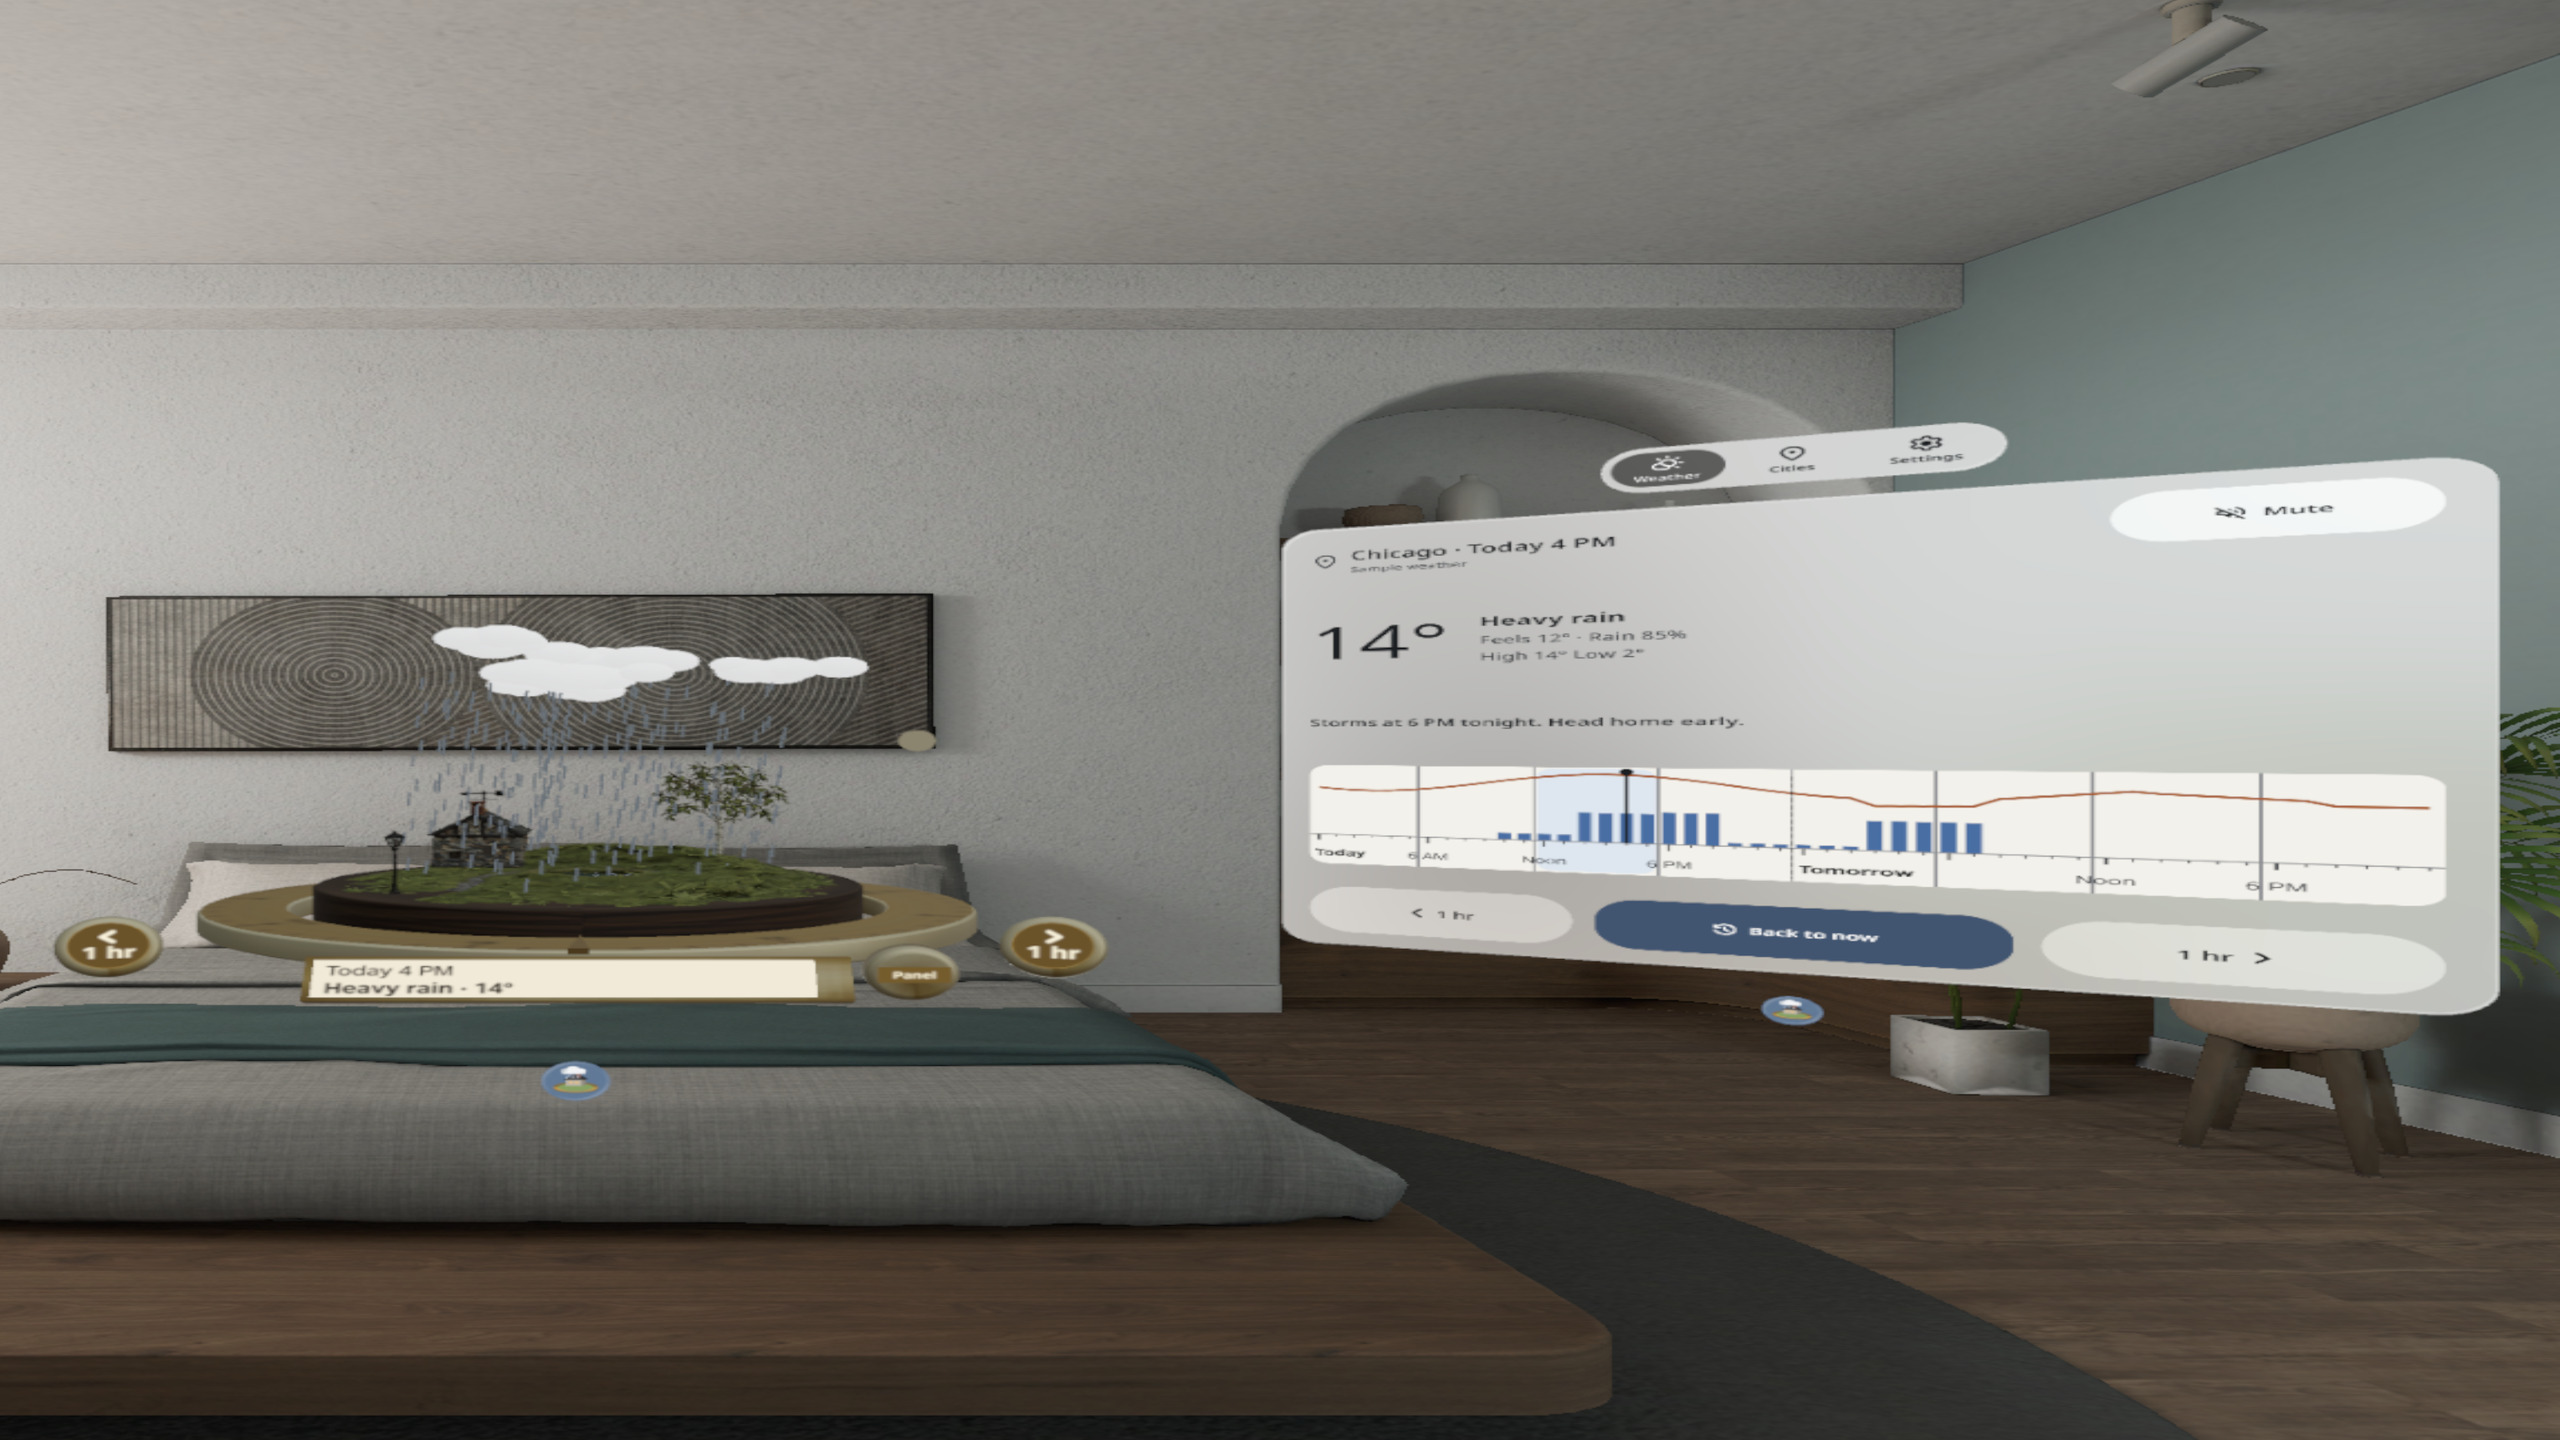 Weather
Cities
Settings
Mute
Chicago · Today 4 PM
Sample weather
14°
Heavy rain
Feels 12° · Rain 85%
High 14° Low 2°
Storms at 6 PM tonight. Head home early.
Today 6 AM Noon 6 PM Tomorrow Noon 6 PM
< 1 hr
Back to now
1 hr >
<
1 hr
>
1 hr
Today 4 PM
Heavy rain · 14°
Panel